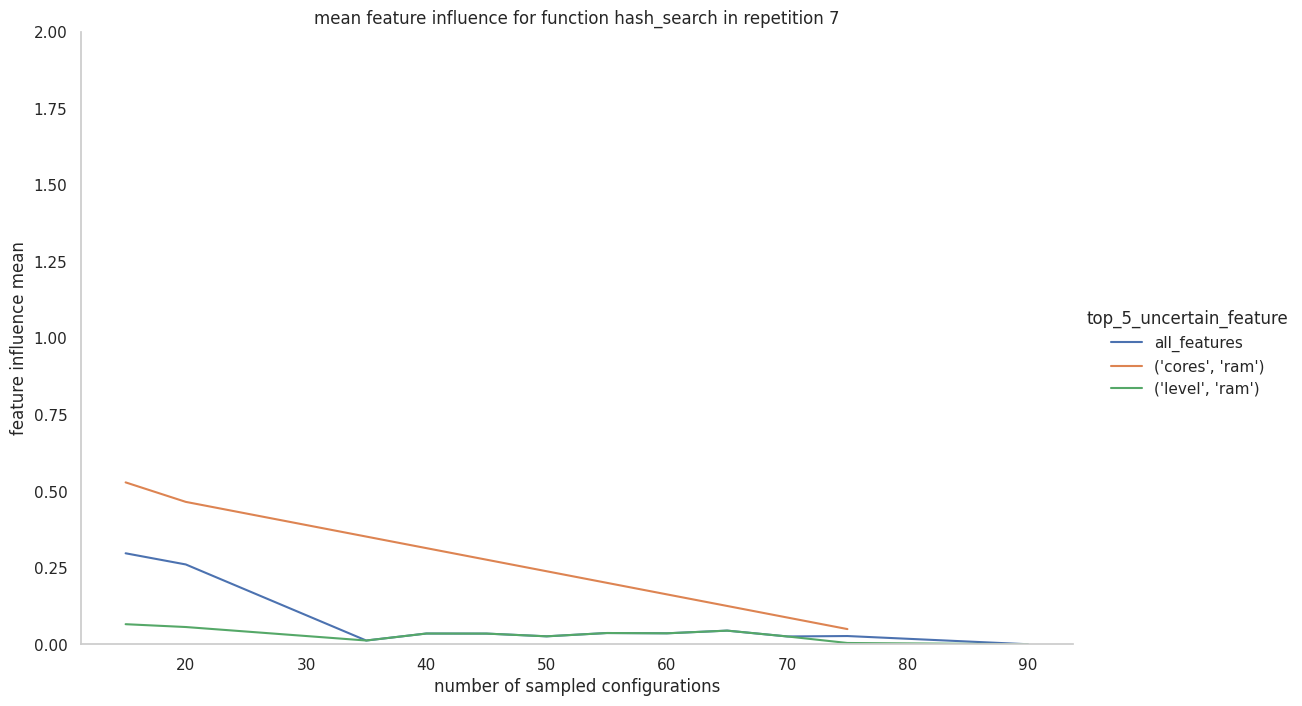 mean feature influence for function hash_search in repetition 7
2.00
1.75
1.50
1.25
1.00
0.75
0.50
0.25
0.00
feature influence mean
20 30 40 50 60 70 80 90
number of sampled configurations
top_5_uncertain_feature
all_features
('cores', 'ram')
('level', 'ram')